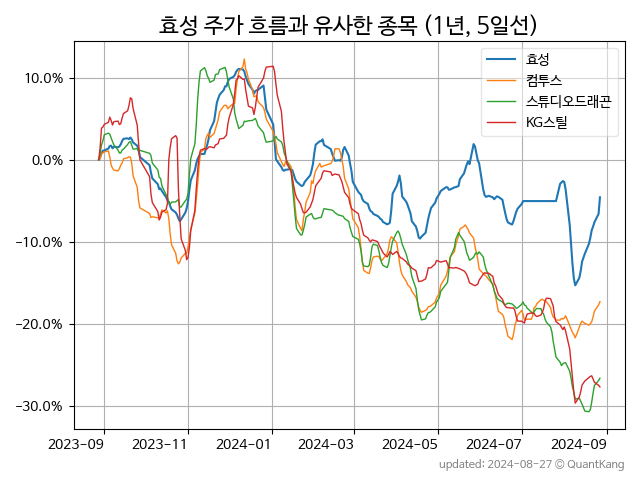 효성 주가 흐름과 유사한 종목 (1년, 5일선)
효성
컴투스
스튜디오드래곤
KG스틸
10.0%
0.0%
−10.0%
−20.0%
−30.0%
2023-09 2023-11 2024-01 2024-03 2024-05 2024-07 2024-09
updated: 2024-08-27 © QuantKang